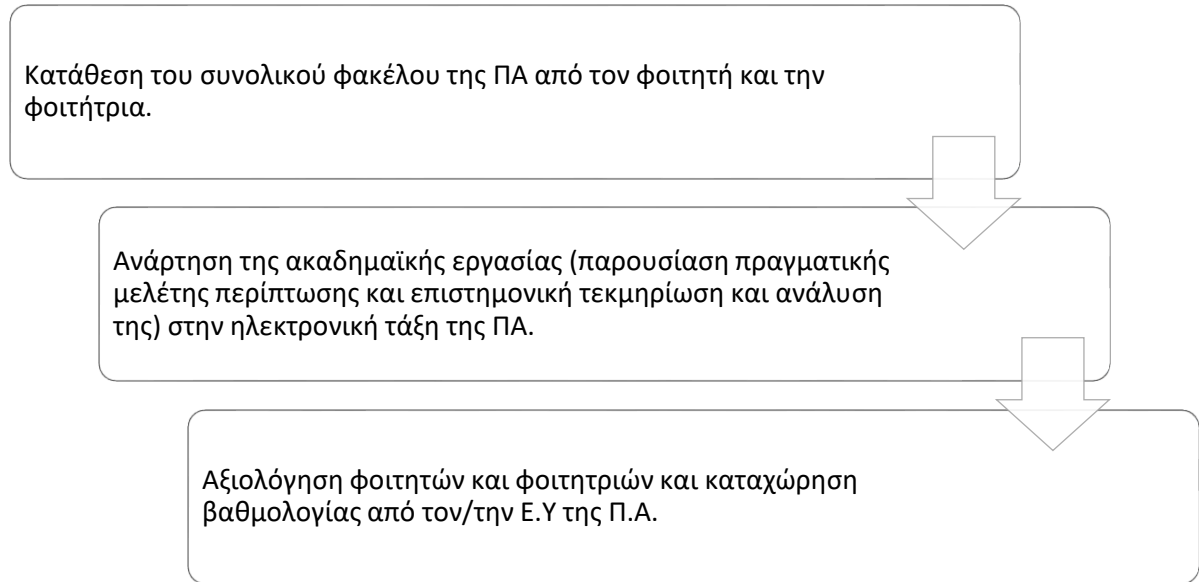 Κατάθεση του συνολικού φακέλου της ΠΑ από τον φοιτητή και την
φοιτήτρια.
Ανάρτηση της ακαδημαϊκής εργασίας (παρουσίαση πραγματικής
μελέτης περίπτωσης και επιστημονική τεκμηρίωση και ανάλυση
της) στην ηλεκτρονική τάξη της ΠΑ.
Αξιολόγηση φοιτητών και φοιτητριών και καταχώρηση
βαθμολογίας από τον/την Ε.Υ της Π.Α.